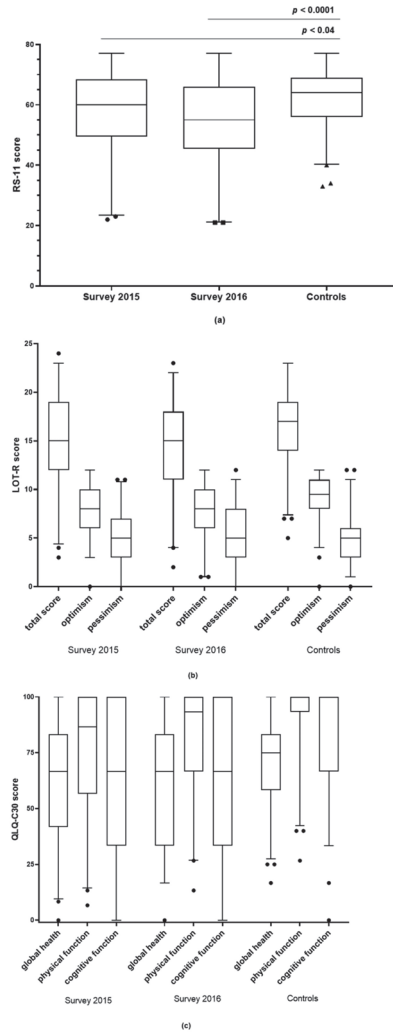 p < 0.0001
p < 0.04
80
60
40
20
0
RS-11 score
Survey 2015 Survey 2016 Controls
(a)
25
20
15
10
5
0
LOT-R score
total score optimism pessimism total score optimism pessimism total score optimism pessimism
Survey 2015 Survey 2016 Controls
(b)
100
75
50
25
0
QLQ-C30 score
global health physical function cognitive function global health physical function cognitive function global health physical function cognitive function
Survey 2015 Survey 2016 Controls
(c)